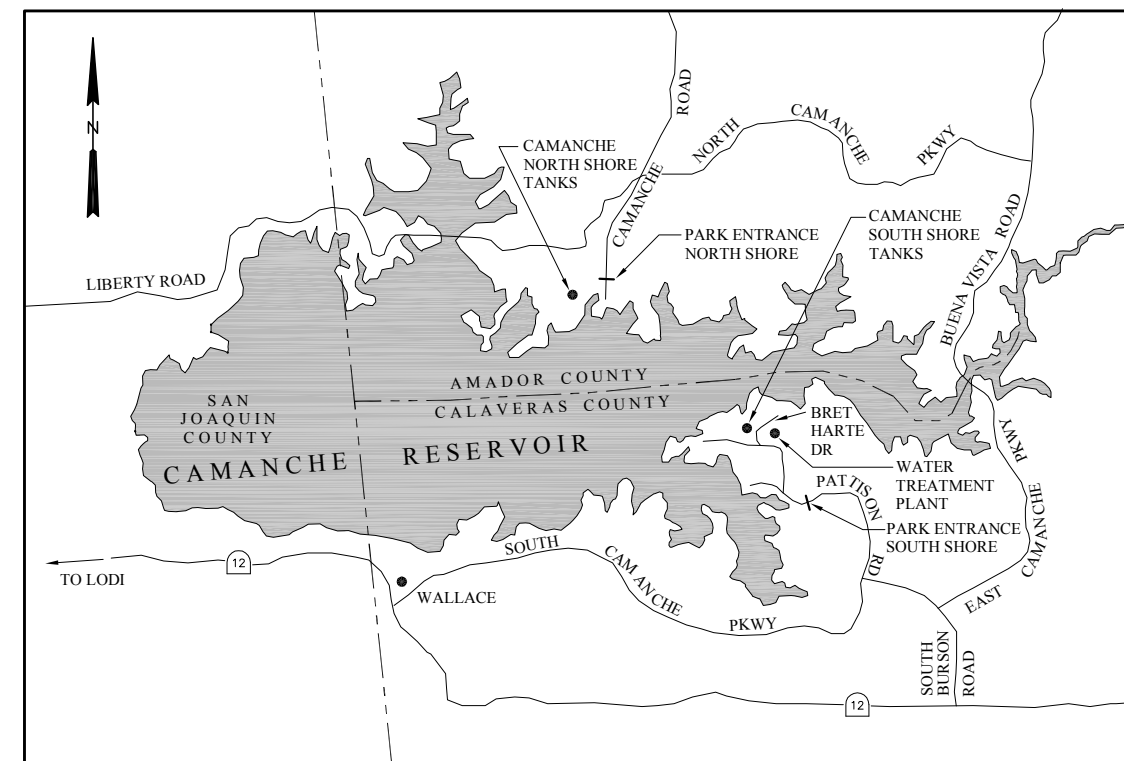 N
CAMANCHE
NORTH SHORE
TANKS
CAMANCHE
ROAD
NORTH
CAMANCHE
PKWY
CAMANCHE
SOUTH SHORE
TANKS
PARK ENTRANCE
NORTH SHORE
LIBERTY ROAD
BUENA VISTA ROAD
AMADOR COUNTY
CALAVERAS COUNTY
SAN
JOAQUIN
COUNTY
CAMANCHE RESERVOIR
BRET
HARTE
DR
WATER
TREATMENT
PLANT
PATTISON
RD
PARK ENTRANCE
SOUTH SHORE
EAST CAMANCHE PKWY
SOUTH
CAMANCHE
PKWY
12
TO LODI
WALLACE
SOUTH BURSON
ROAD
12